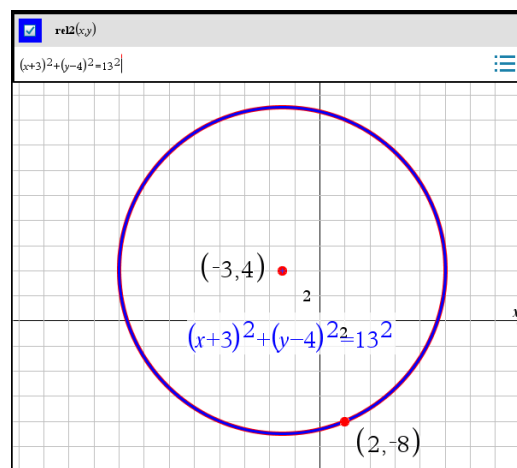 rel2(x,y)
(x+3)²+(y−4)²=13²
(-3,4)
2
2
(x+3)²+(y−4)²=13²
(2,-8)
x